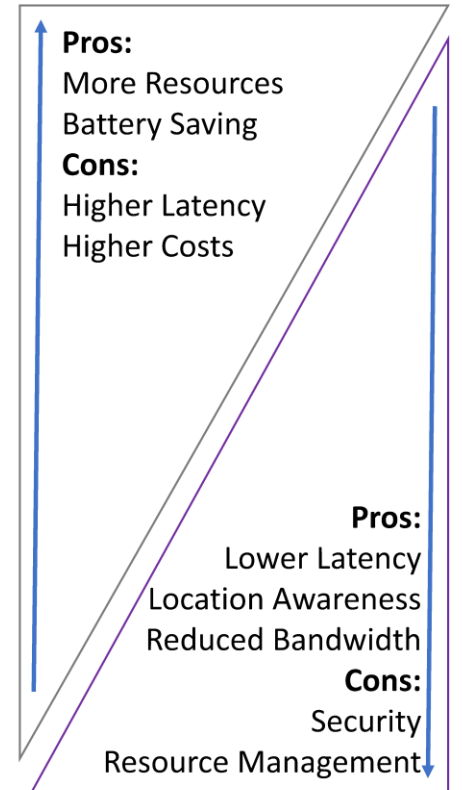 Pros:
More Resources
Battery Saving
Cons:
Higher Latency
Higher Costs
Pros:
Lower Latency
Location Awareness
Reduced Bandwidth
Cons:
Security
Resource Management